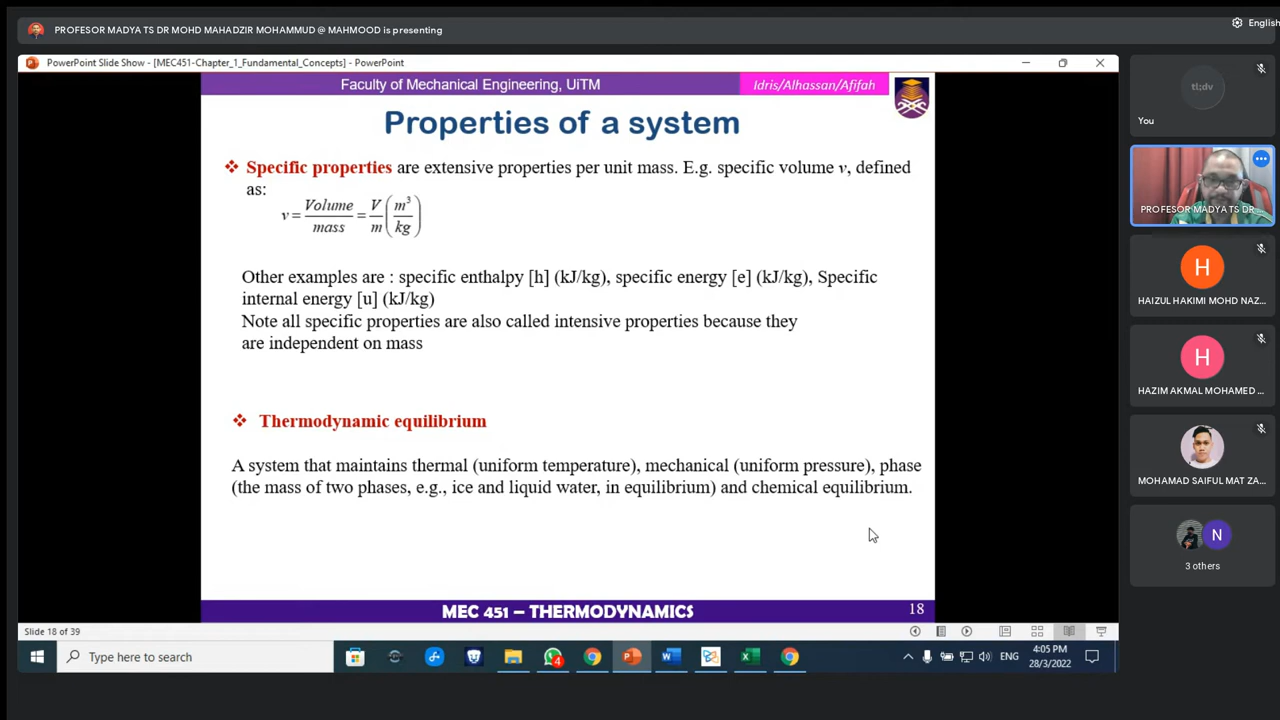 PROFESOR MADYA TS DR MOHD MAHADZIR MOHAMMUD @ MAHMOOD is presenting
English
PowerPoint Slide Show - [MEC451-Chapter_1_Fundamental_Concepts] - PowerPoint
Faculty of Mechanical Engineering, UiTM
Idris/Alhassan/Afifah
Properties of a system
❖ Specific properties are extensive properties per unit mass. E.g. specific volume v, defined
as:
v = Volume/mass = V/m (m³/kg)
Other examples are : specific enthalpy [h] (kJ/kg), specific energy [e] (kJ/kg), Specific
internal energy [u] (kJ/kg)
Note all specific properties are also called intensive properties because they
are independent on mass
❖ Thermodynamic equilibrium
A system that maintains thermal (uniform temperature), mechanical (uniform pressure), phase
(the mass of two phases, e.g., ice and liquid water, in equilibrium) and chemical equilibrium.
MEC 451 – THERMODYNAMICS
18
Slide 18 of 39
Type here to search
4
ENG
4:05 PM
28/3/2022
tl;dv
You
PROFESOR MADYA TS DR ...
H
HAIZUL HAKIMI MOHD NAZ...
H
HAZIM AKMAL MOHAMED ...
MOHAMAD SAIFUL MAT ZA...
N
3 others